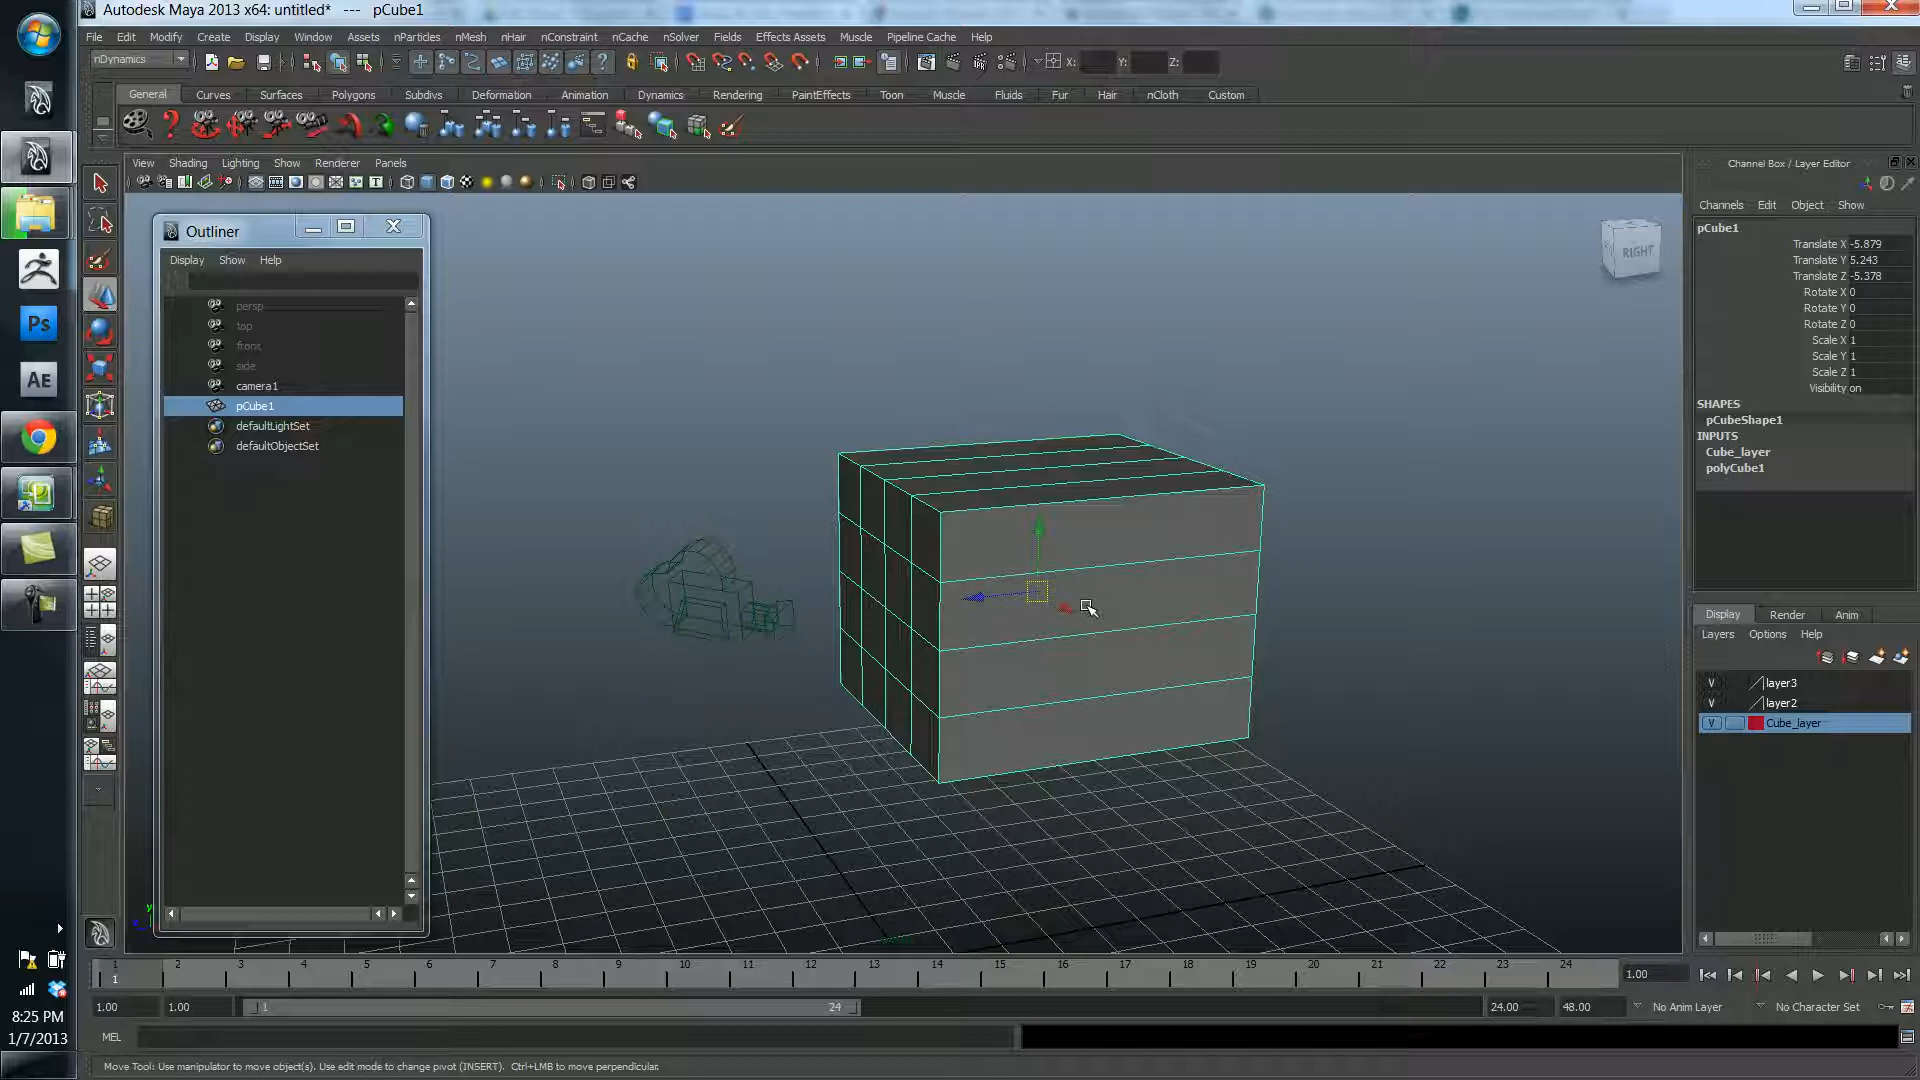 Autodesk Maya 2013 x64: untitled* --- pCube1
File Edit Modify Create Display Window Assets nParticles nMesh nHair nConstraint nCache nSolver Fields Effects Assets Muscle Pipeline Cache Help
nDynamics
X: Y: Z:
General Curves Surfaces Polygons Subdivs Deformation Animation Dynamics Rendering PaintEffects Toon Muscle Fluids Fur Hair nCloth Custom
View Shading Lighting Show Renderer Panels
Outliner
Display Show Help
persp
top
front
side
camera1
pCube1
defaultLightSet
defaultObjectSet
RIGHT
Channel Box / Layer Editor
Channels Edit Object Show
pCube1
Translate X -5.879
Translate Y 5.243
Translate Z -5.378
Rotate X 0
Rotate Y 0
Rotate Z 0
Scale X 1
Scale Y 1
Scale Z 1
Visibility on
SHAPES
pCubeShape1
INPUTS
Cube_layer
polyCube1
Display Render Anim
Layers Options Help
V layer3
V layer2
V Cube_layer
Ps
AE
y
1 2 3 4 5 6 7 8 9 10 11 12 13 14 15 16 17 18 19 20 21 22 23 24
1
1.00
1.00 1.00 1 24 24.00 48.00 No Anim Layer No Character Set
MEL
Move Tool: Use manipulator to move object(s). Use edit mode to change pivot (INSERT). Ctrl+LMB to move perpendicular.
8:25 PM
1/7/2013